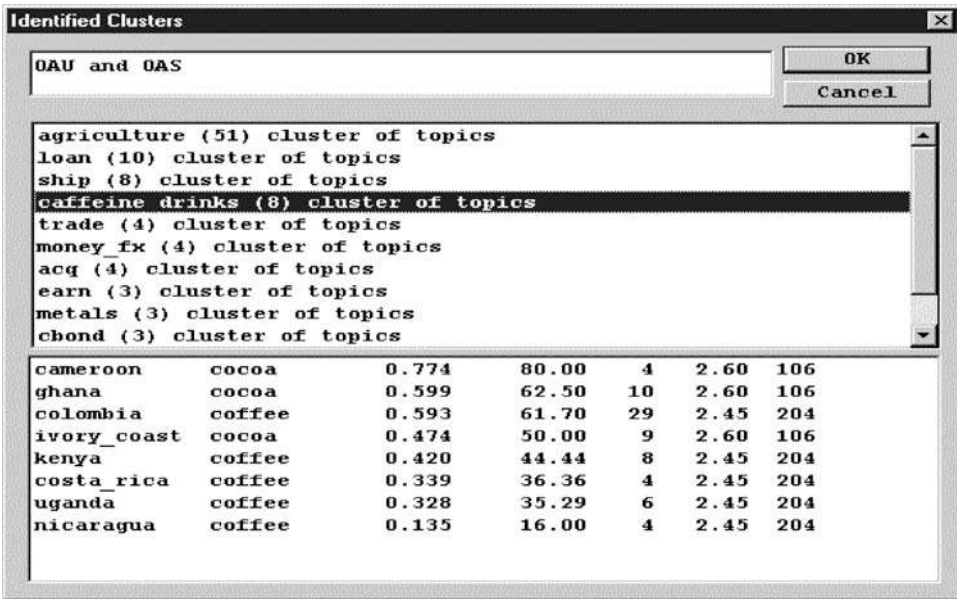 Identified Clusters
OAU and OAS
OK
Cancel
agriculture (51) cluster of topics
loan (10) cluster of topics
ship (8) cluster of topics
caffeine drinks (8) cluster of topics
trade (4) cluster of topics
money_fx (4) cluster of topics
acq (4) cluster of topics
earn (3) cluster of topics
metals (3) cluster of topics
cbond (3) cluster of topics
cameroon cocoa 0.774 80.00 4 2.60 106
ghana cocoa 0.599 62.50 10 2.60 106
colombia coffee 0.593 61.70 29 2.45 204
ivory_coast cocoa 0.474 50.00 9 2.60 106
kenya coffee 0.420 44.44 8 2.45 204
costa_rica coffee 0.339 36.36 4 2.45 204
uganda coffee 0.328 35.29 6 2.45 204
nicaragua coffee 0.135 16.00 4 2.45 204